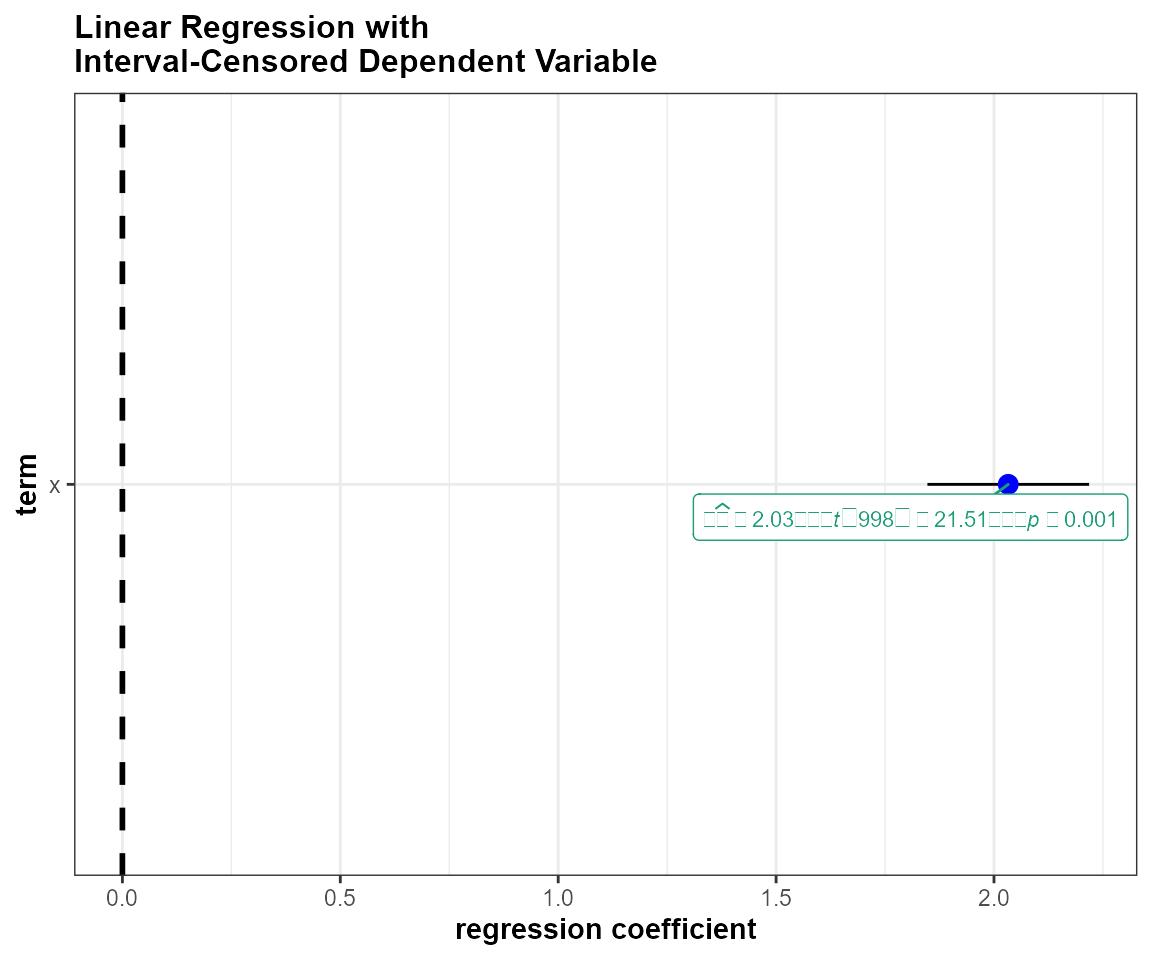 Linear Regression with
Interval-Censored Dependent Variable
term
x
□□̂ □ 2.03□□□t□998□ □ 21.51□□□p □ 0.001
0.0 0.5 1.0 1.5 2.0
regression coefficient